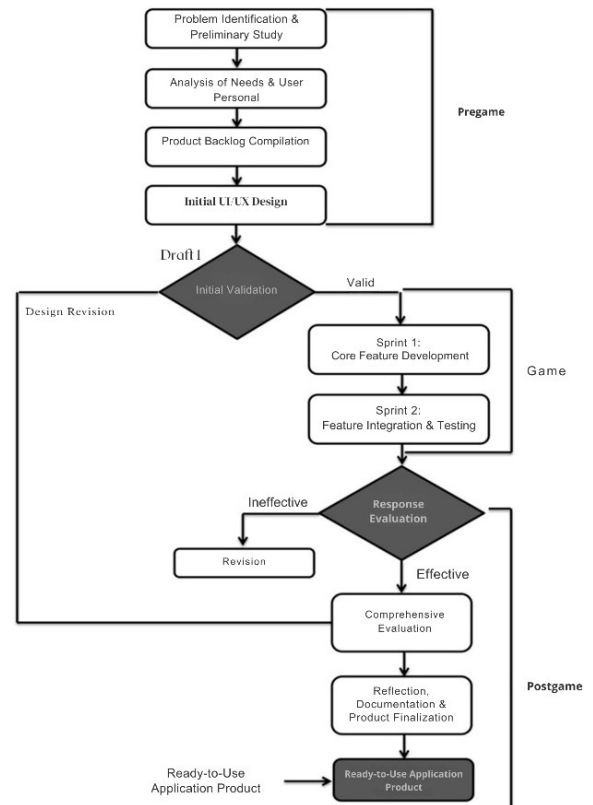 Problem Identification &
Preliminary Study
Analysis of Needs & User
Personal
Pregame
Product Backlog Compilation
Initial UI/UX Design
Draft 1
Initial Validation
Valid
Design Revision
Sprint 1:
Core Feature Development
Game
Sprint 2:
Feature Integration & Testing
Ineffective
Response
Evaluation
Revision
Effective
Comprehensive
Evaluation
Reflection,
Documentation &
Product Finalization
Postgame
Ready-to-Use
Application Product
Ready-to-Use Application
Product